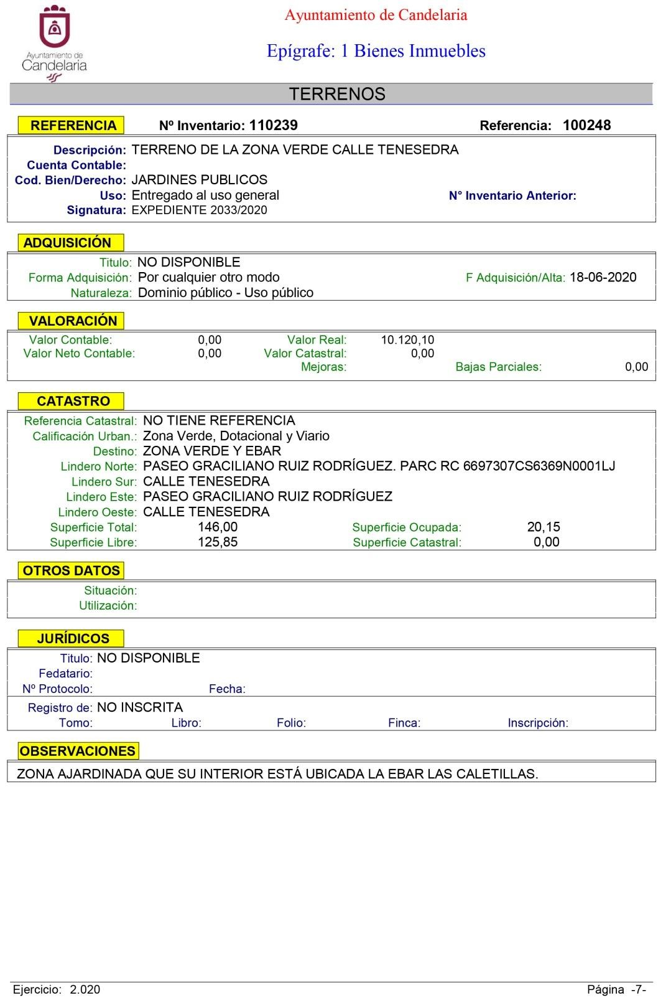 Ayuntamiento de Candelaria
Ayuntamiento de
Candelaria
Epígrafe: 1 Bienes Inmuebles
TERRENOS
REFERENCIA Nº Inventario: 110239 Referencia: 100248
Descripción: TERRENO DE LA ZONA VERDE CALLE TENESEDRA
Cuenta Contable:
Cod. Bien/Derecho: JARDINES PUBLICOS
Uso: Entregado al uso general N° Inventario Anterior:
Signatura: EXPEDIENTE 2033/2020
ADQUISICIÓN
Titulo: NO DISPONIBLE
Forma Adquisición: Por cualquier otro modo F Adquisición/Alta: 18-06-2020
Naturaleza: Dominio público - Uso público
VALORACIÓN
Valor Contable: 0,00 Valor Real: 10.120,10
Valor Neto Contable: 0,00 Valor Catastral: 0,00
Mejoras: Bajas Parciales: 0,00
CATASTRO
Referencia Catastral: NO TIENE REFERENCIA
Calificación Urban.: Zona Verde, Dotacional y Viario
Destino: ZONA VERDE Y EBAR
Lindero Norte: PASEO GRACILIANO RUIZ RODRÍGUEZ. PARC RC 6697307CS6369N0001LJ
Lindero Sur: CALLE TENESEDRA
Lindero Este: PASEO GRACILIANO RUIZ RODRÍGUEZ
Lindero Oeste: CALLE TENESEDRA
Superficie Total: 146,00 Superficie Ocupada: 20,15
Superficie Libre: 125,85 Superficie Catastral: 0,00
OTROS DATOS
Situación:
Utilización:
JURÍDICOS
Titulo: NO DISPONIBLE
Fedatario:
Nº Protocolo: Fecha:
Registro de: NO INSCRITA
Tomo: Libro: Folio: Finca: Inscripción:
OBSERVACIONES
ZONA AJARDINADA QUE SU INTERIOR ESTÁ UBICADA LA EBAR LAS CALETILLAS.
Ejercicio: 2.020 Página -7-